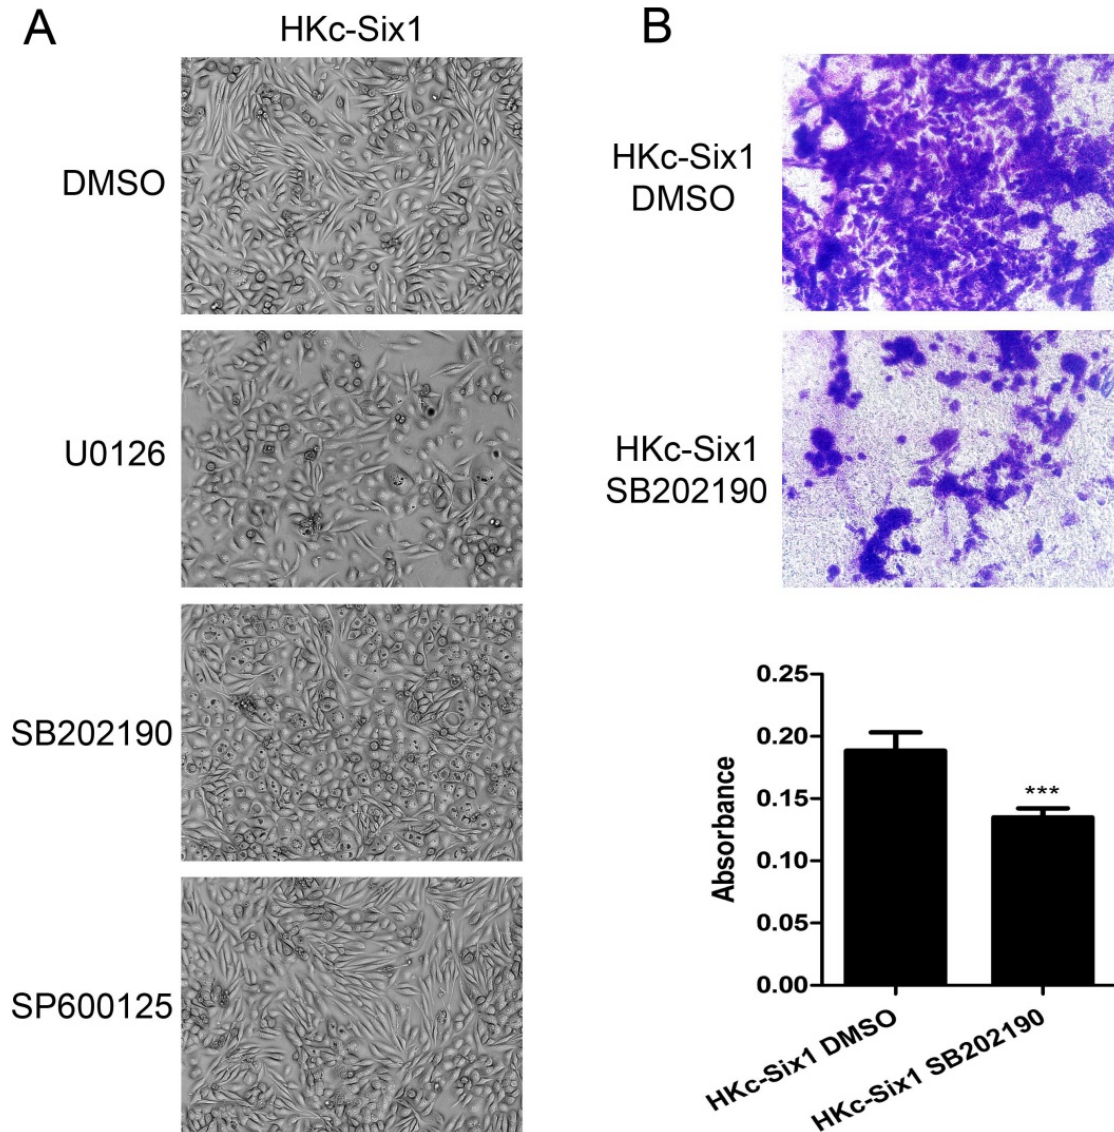 A
HKc-Six1
DMSO
U0126
SB202190
SP600125
B
HKc-Six1
DMSO
HKc-Six1
SB202190
0.25
0.20
0.15
0.10
0.05
0.00
Absorbance
***
HKc-Six1 DMSO
HKc-Six1 SB202190